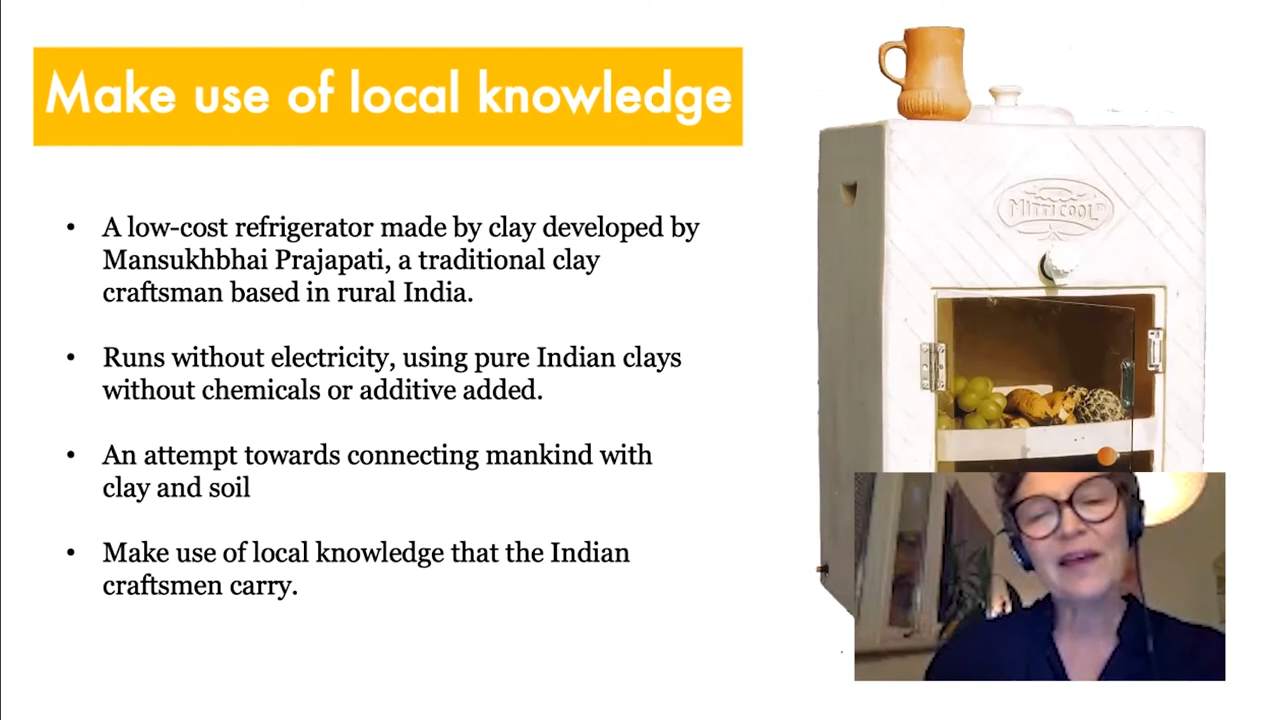 Make use of local knowledge
• A low-cost refrigerator made by clay developed by
Mansukhbhai Prajapati, a traditional clay
craftsman based in rural India.
• Runs without electricity, using pure Indian clays
without chemicals or additive added.
• An attempt towards connecting mankind with
clay and soil
• Make use of local knowledge that the Indian
craftsmen carry.
MITTICOOL